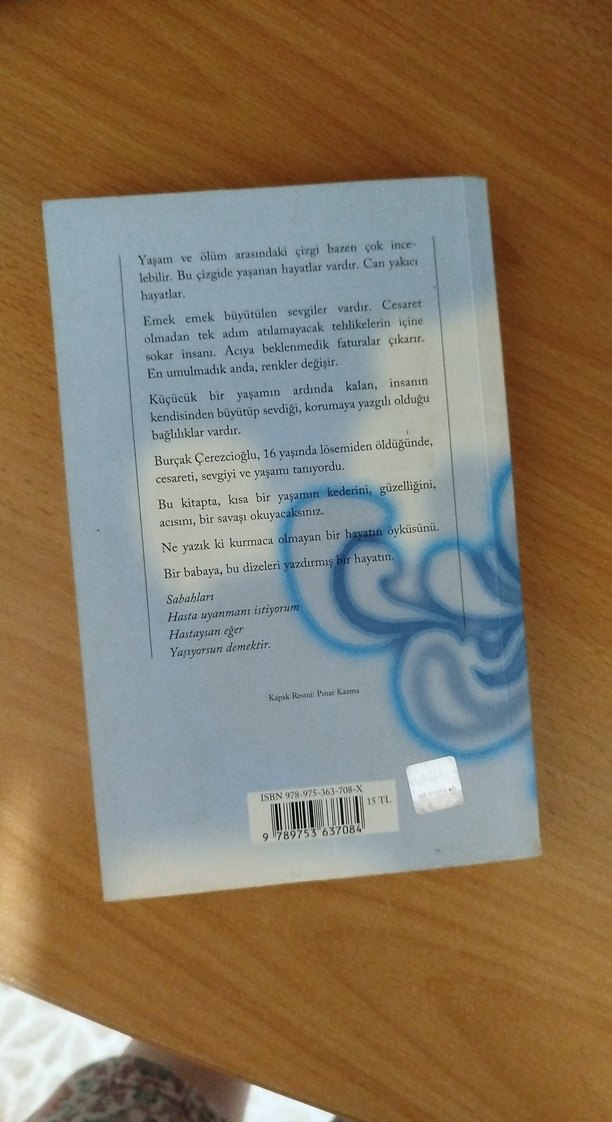 Yaşam ve ölüm arasındaki çizgi bazen çok ince-
lebilir. Bu çizgide yaşanan hayatlar vardır. Can yakıcı
hayatlar.
Emek emek büyütülen sevgiler vardır. Cesaret
olmadan tek adım atılamayacak tehlikelerin içine
sokar insanı. Acıya beklenmedik faturalar çıkarır.
En umulmadık anda, renkler değişir.
Küçücük bir yaşamın ardında kalan, insanın
kendisinden büyütüp sevdiği, korumaya yazgılı olduğu
bağlılıklar vardır.
Burçak Çerezcioğlu, 16 yaşında lösemiden öldüğünde,
cesareti, sevgiyi ve yaşamı tanıyordu.
Bu kitapta, kısa bir yaşamın kederini, güzelliğini,
acısını, bir savaşı okuyacaksınız.
Ne yazık ki kurmaca olmayan bir hayatın öyküsünü.
Bir babaya, bu dizeleri yazdırmış bir hayatın.
Sabahları
Hasta uyanmanı istiyorum
Hastaysan eğer
Yaşıyorsun demektir.
Kapak Resmi: Pınar Kazma
ISBN 978-975-363-708-X
15 TL
9 789753 637084